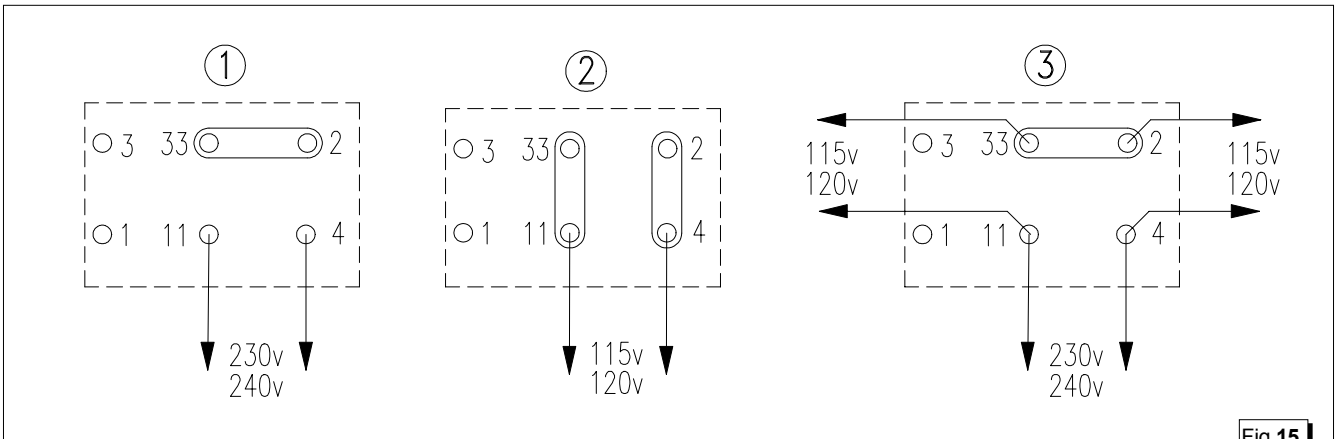 1 2 3
3 33 2 3 33 2 3 33 2
115v 115v
120v 120v
1 11 4 1 11 4 1 11 4
230v 115v 230v
240v 120v 240v
Fig 15